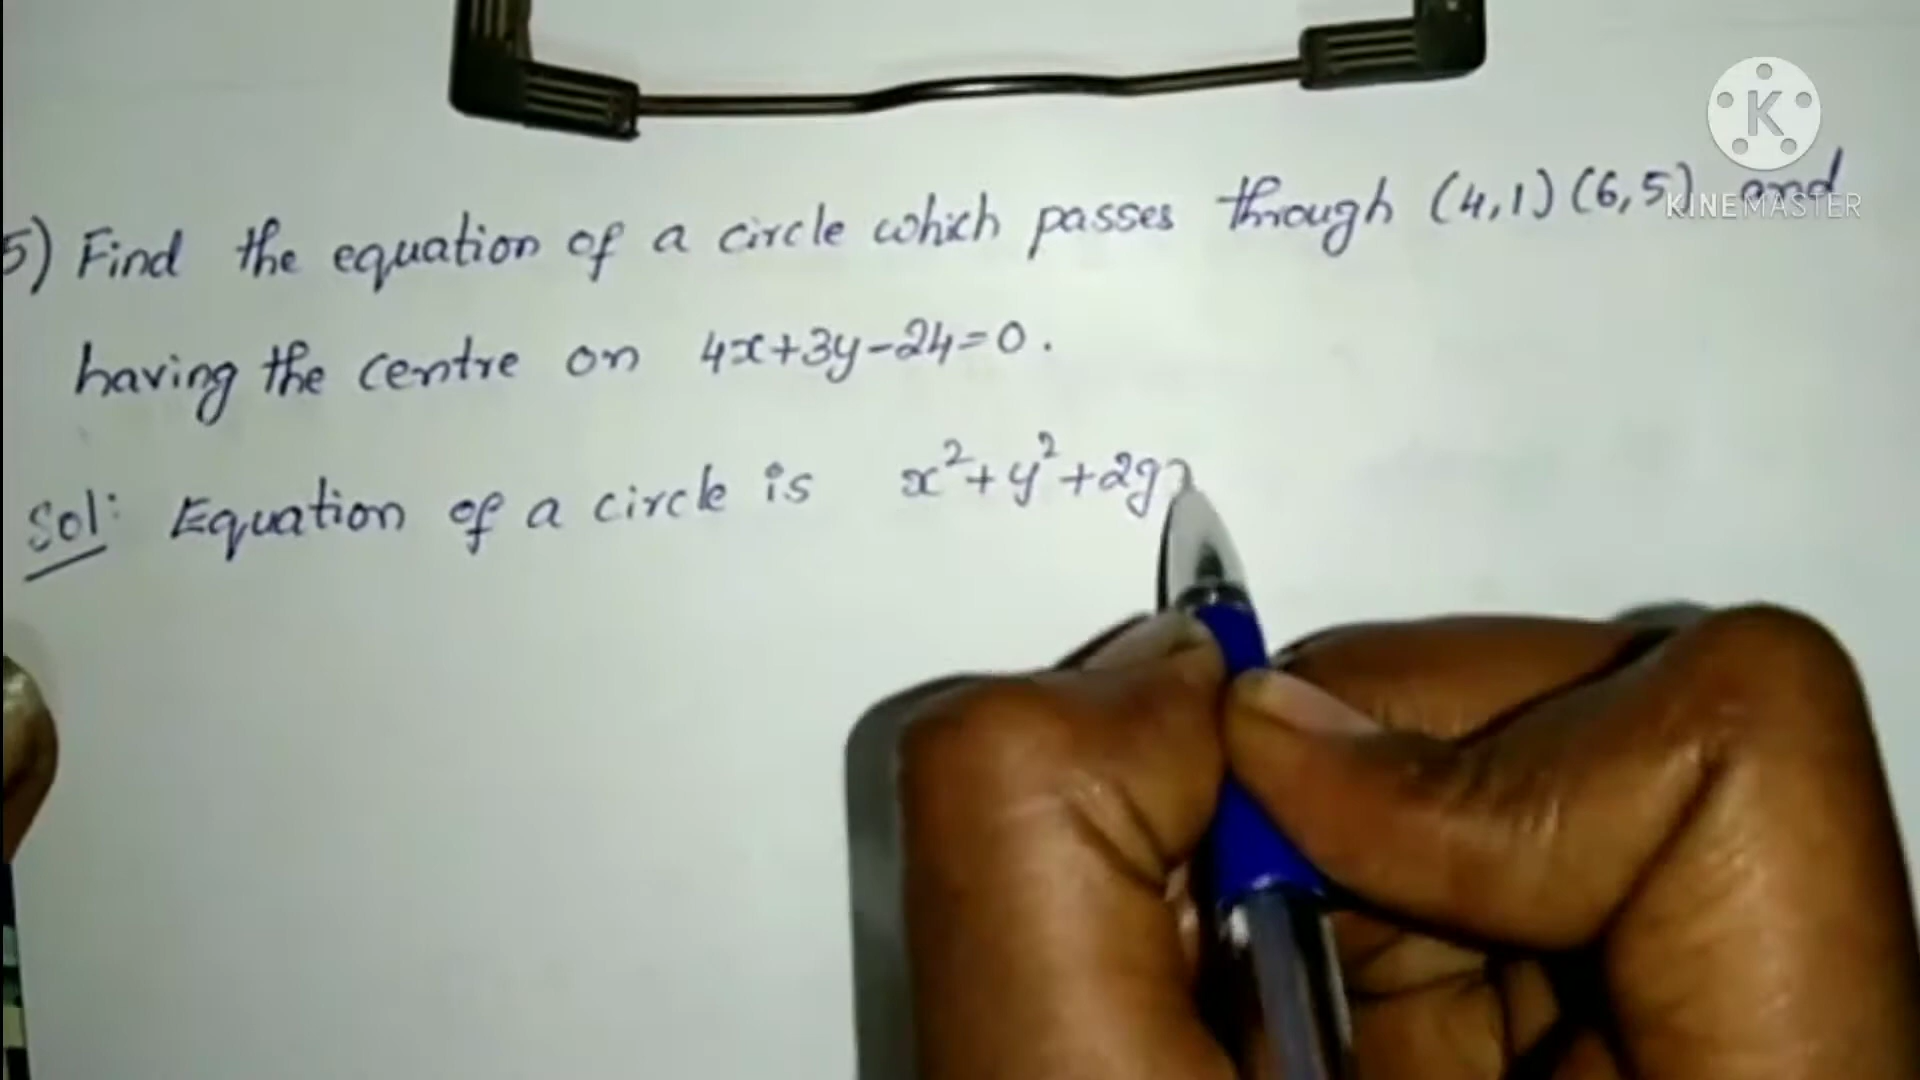 5) Find the equation of a circle which passes through (4,1) (6,5) and
having the centre on 4x+3y-24=0.
Sol: Equation of a circle is x²+y²+2gx
K
KINEMASTER